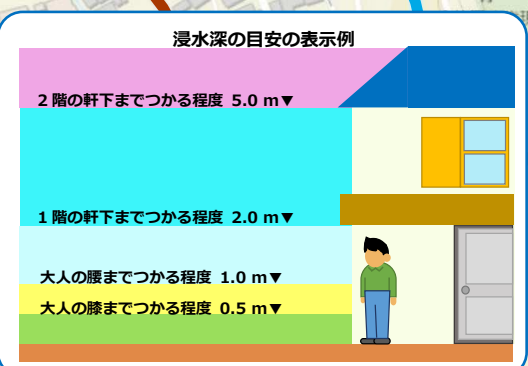 浸水深の目安の表示例
２階の軒下までつかる程度 5.0 m▼
１階の軒下までつかる程度 2.0 m▼
大人の腰までつかる程度 1.0 m▼
大人の膝までつかる程度 0.5 m▼